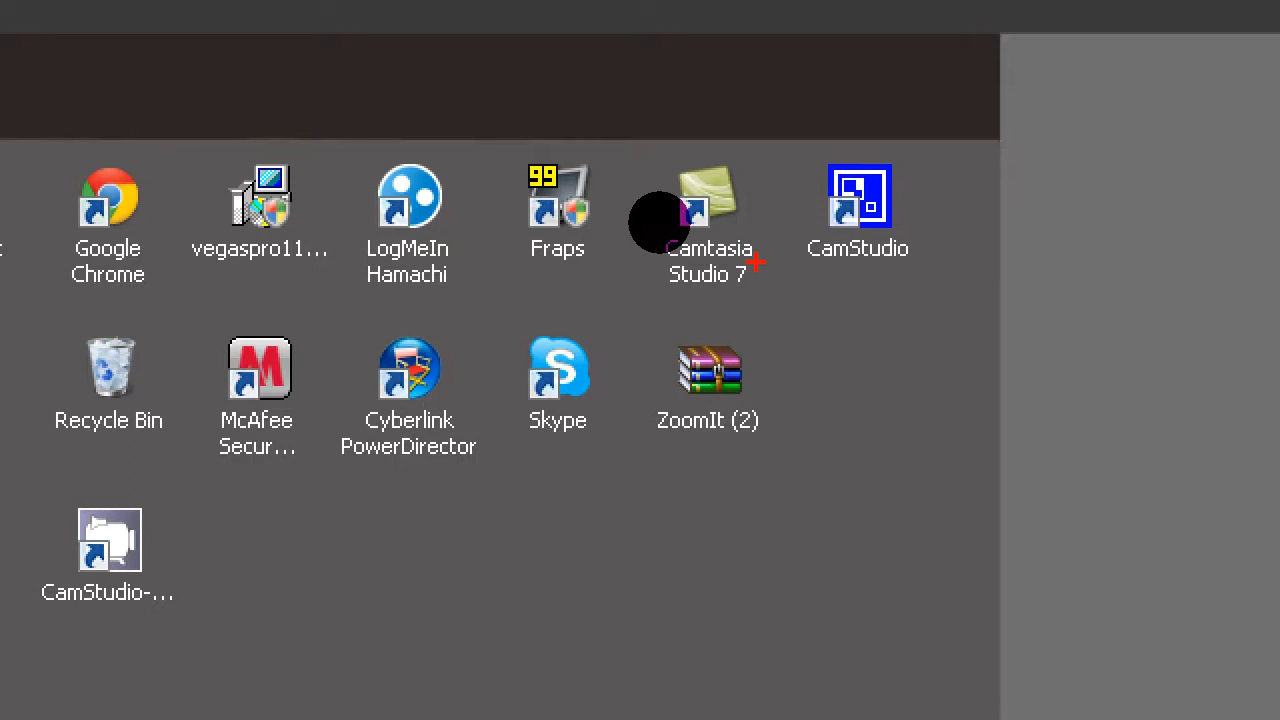 Google
Chrome
vegaspro11...
LogMeIn
Hamachi
99
Fraps
Camtasia
Studio 7
CamStudio
Recycle Bin
McAfee
Secur...
Cyberlink
PowerDirector
S
Skype
ZoomIt (2)
CamStudio-...